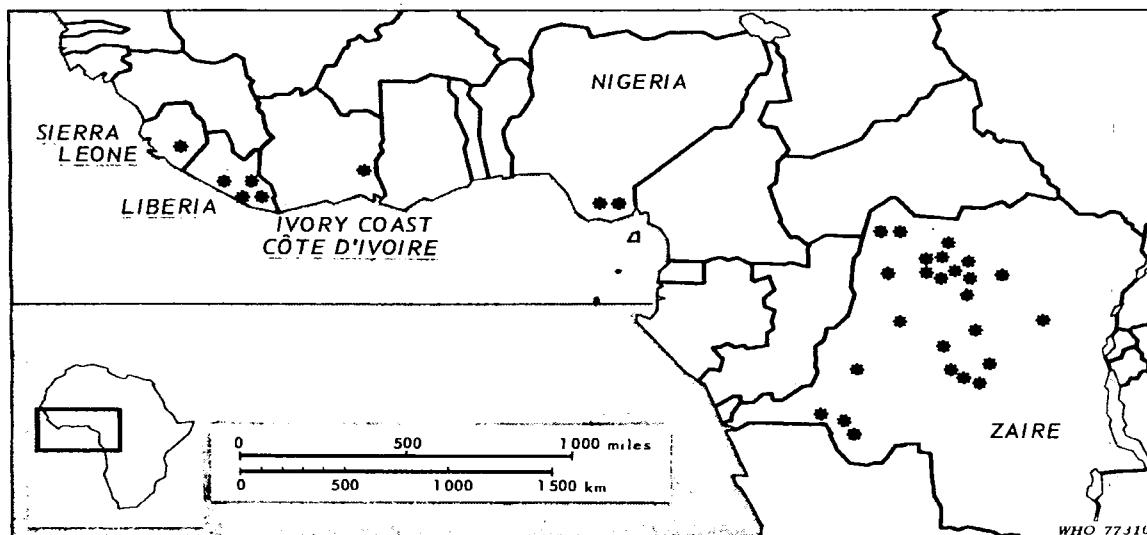 NIGERIA
SIERRA
LEONE
LIBERIA
IVORY COAST
CÔTE D'IVOIRE
ZAIRE
0 500 1 000 miles
0 500 1 000 1 500 km
WHO 77310